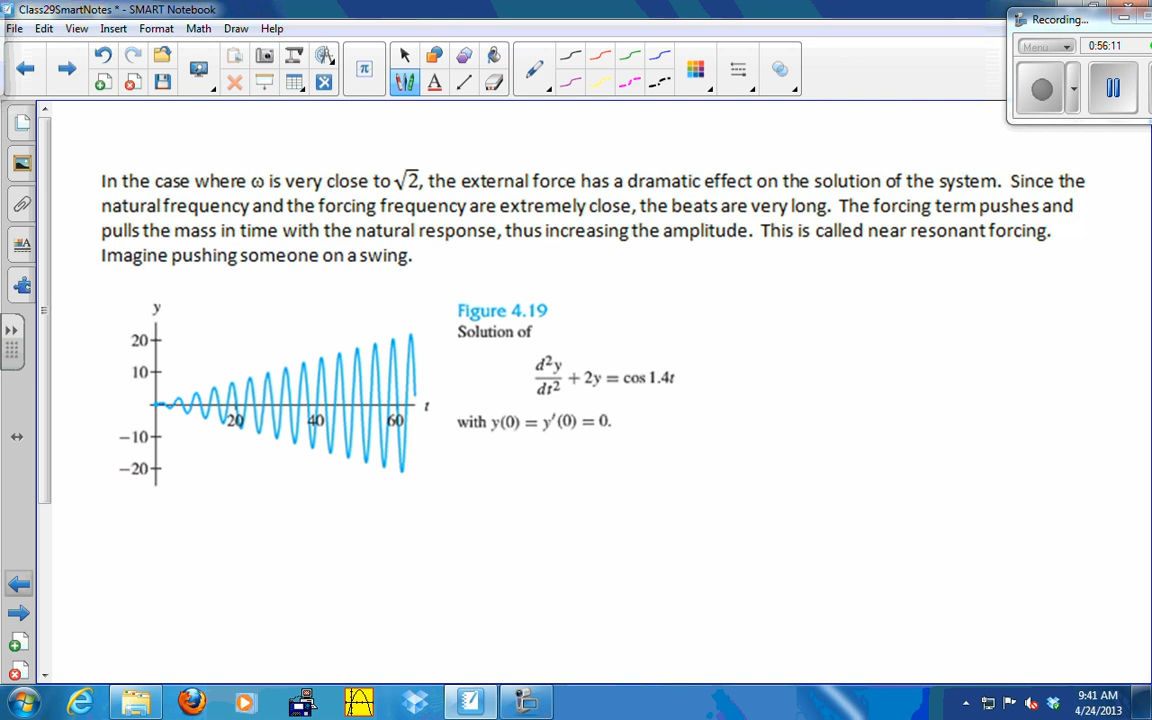 Class29SmartNotes * - SMART Notebook
Recording...
File Edit View Insert Format Math Draw Help
Menu
0:56:11
π
A
In the case where ω is very close to √2, the external force has a dramatic effect on the solution of the system. Since the
natural frequency and the forcing frequency are extremely close, the beats are very long. The forcing term pushes and
pulls the mass in time with the natural response, thus increasing the amplitude. This is called near resonant forcing.
Imagine pushing someone on a swing.
y
20
10
−10
−20
20 40 60
t
Figure 4.19
Solution of
d²y/dt² + 2y = cos 1.4t
with y(0) = y′(0) = 0.
9:41 AM
4/24/2013